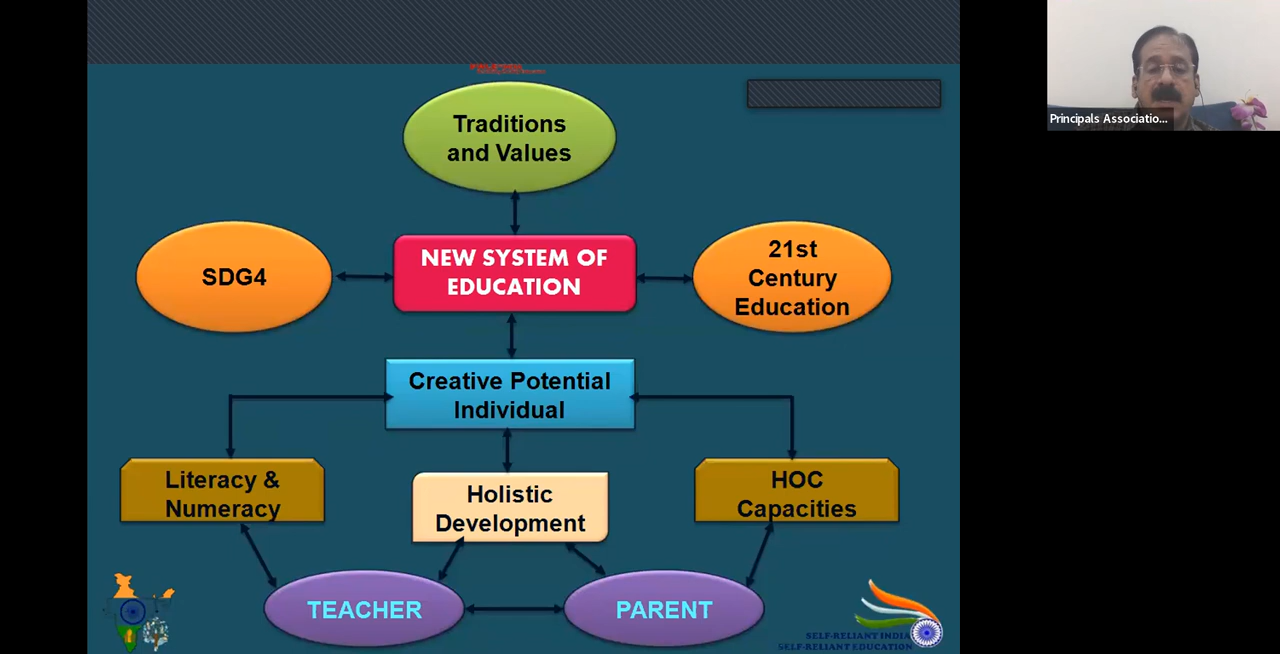 Traditions
and Values
NEW SYSTEM OF
EDUCATION
SDG4
21st
Century
Education
Creative Potential
Individual
Literacy &
Numeracy
Holistic
Development
HOC
Capacities
TEACHER
PARENT
SELF-RELIANT INDIA
SELF-RELIANT EDUCATION
Principals Associatio...